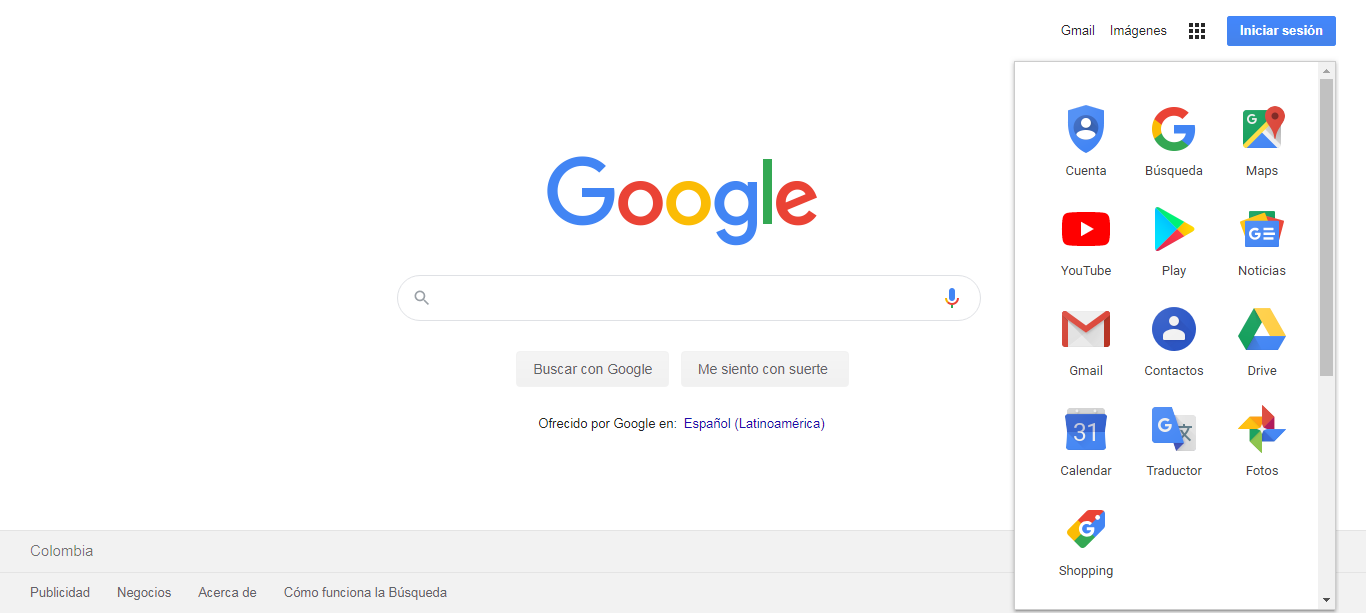 Gmail Imágenes Iniciar sesión
Google
Buscar con Google Me siento con suerte
Ofrecido por Google en: Español (Latinoamérica)
G G
Cuenta Búsqueda Maps
G
YouTube Play Noticias
Gmail Contactos Drive
31 G 文
Calendar Traductor Fotos
G
Shopping
Colombia
Publicidad Negocios Acerca de Cómo funciona la Búsqueda